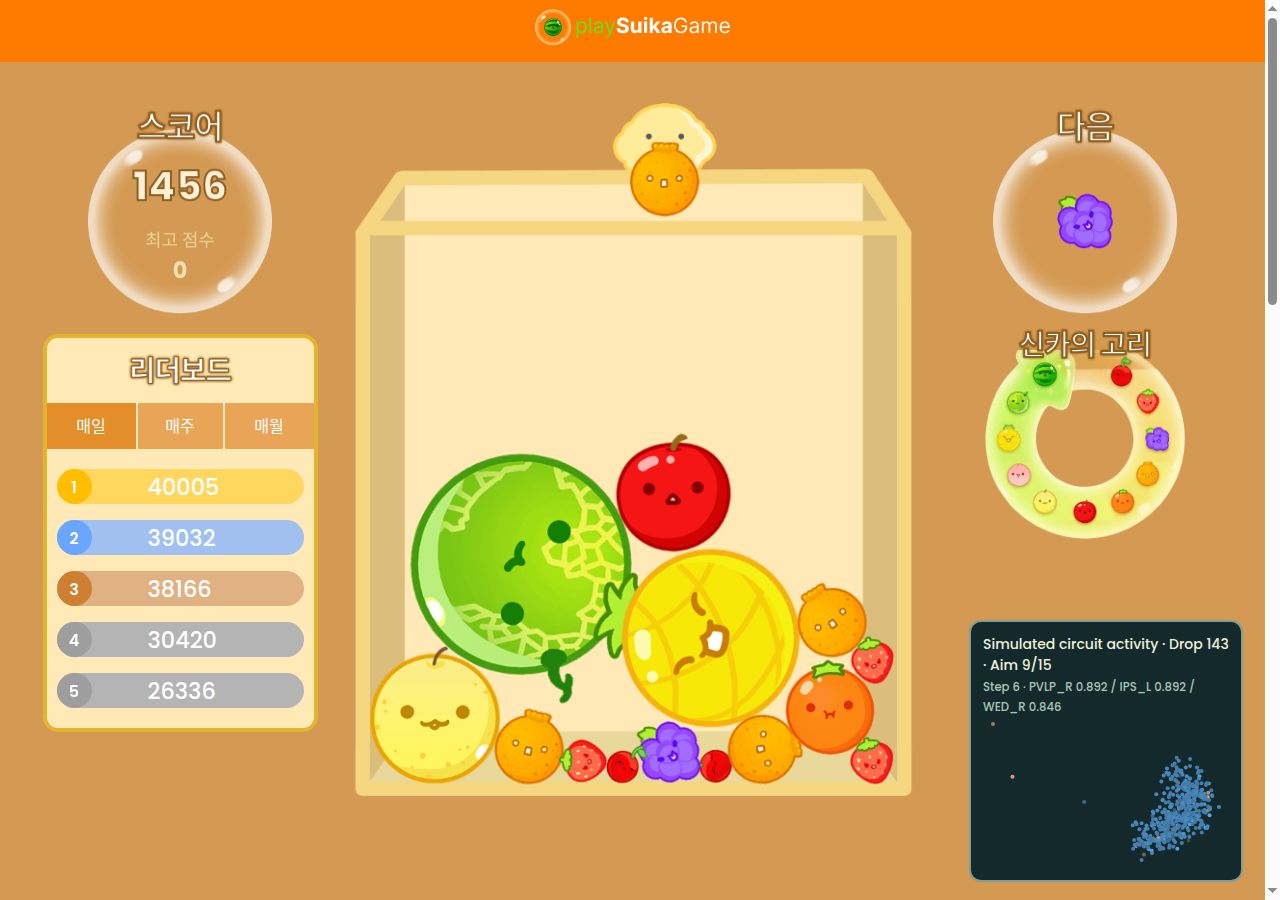 playSuikaGame
스코어
1456
최고 점수
0
리더보드
매일 매주 매월
1 40005
2 39032
3 38166
4 30420
5 26336
다음
신카의 고리
Simulated circuit activity · Drop 143
· Aim 9/15
Step 6 · PVLP_R 0.892 / IPS_L 0.892 /
WED_R 0.846